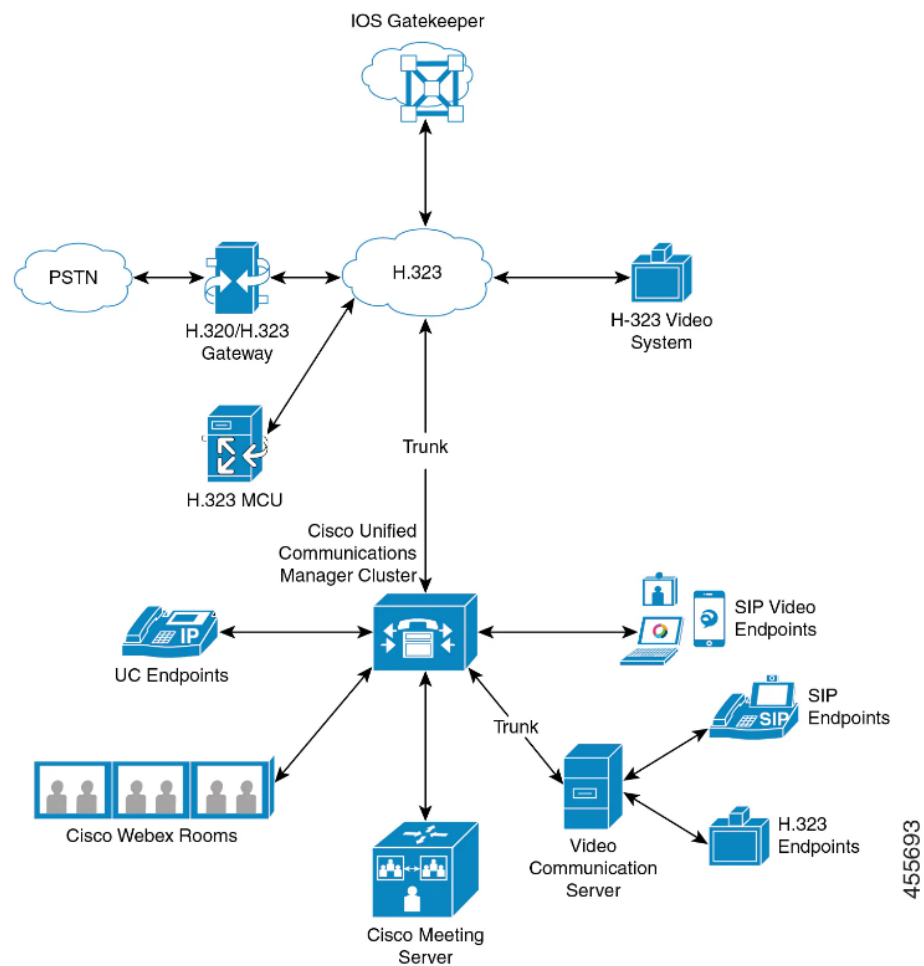 IOS Gatekeeper
PSTN
H.320/H.323
Gateway
H.323
H-323 Video
System
H.323 MCU
Trunk
Cisco Unified
Communications
Manager Cluster
IP
UC Endpoints
SIP Video
Endpoints
Trunk
SIP
SIP
Endpoints
Cisco Webex Rooms
Cisco Meeting
Server
Video
Communication
Server
H.323
Endpoints
455693